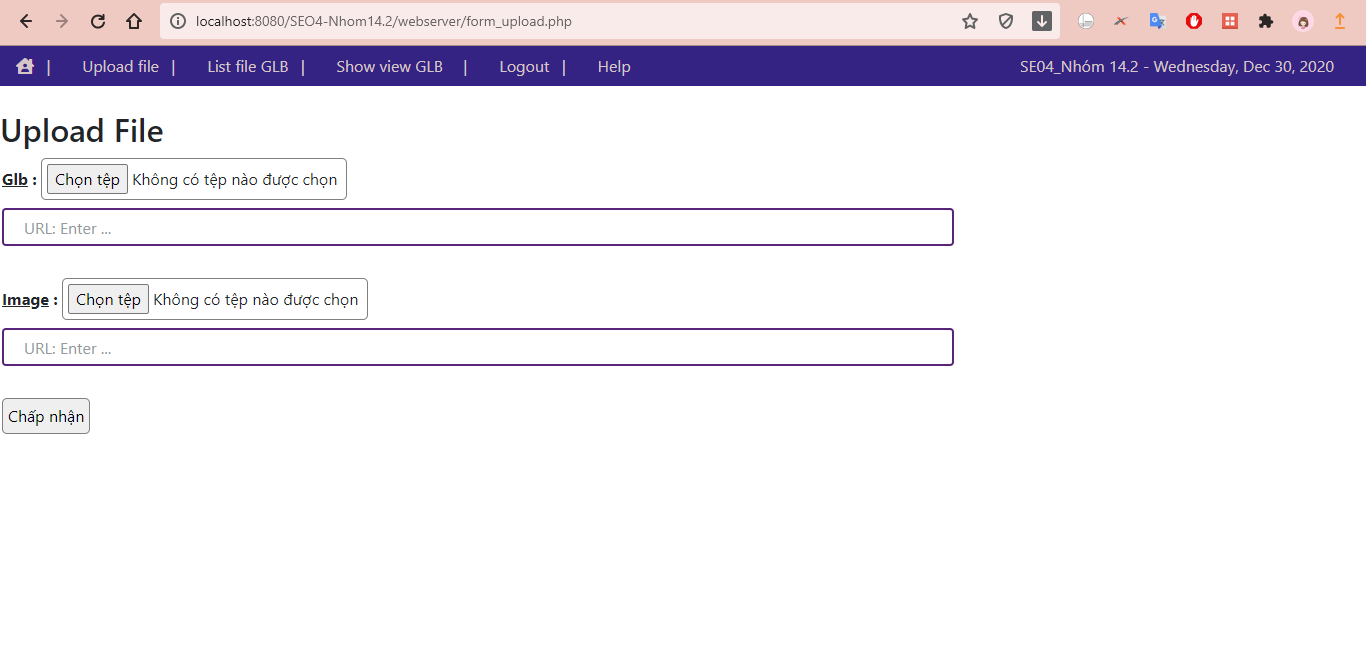 localhost:8080/SEO4-Nhom14.2/webserver/form_upload.php
| Upload file | List file GLB | Show view GLB | Logout | Help SE04_Nhóm 14.2 - Wednesday, Dec 30, 2020
Upload File
Glb : Chọn tệp Không có tệp nào được chọn
URL: Enter ...
Image : Chọn tệp Không có tệp nào được chọn
URL: Enter ...
Chấp nhận